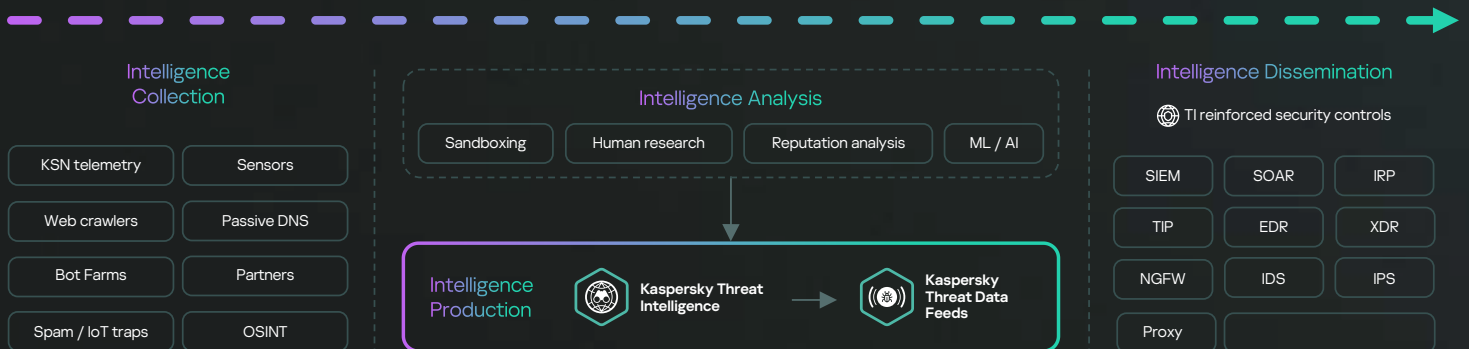 Intelligence
Collection
KSN telemetry
Sensors
Web crawlers
Passive DNS
Bot Farms
Partners
Spam / IoT traps
OSINT
Intelligence Analysis
Sandboxing
Human research
Reputation analysis
ML / AI
Intelligence
Production
Kaspersky Threat
Intelligence
Kaspersky
Threat Data
Feeds
Intelligence Dissemination
TI reinforced security controls
SIEM
SOAR
IRP
TIP
EDR
XDR
NGFW
IDS
IPS
Proxy